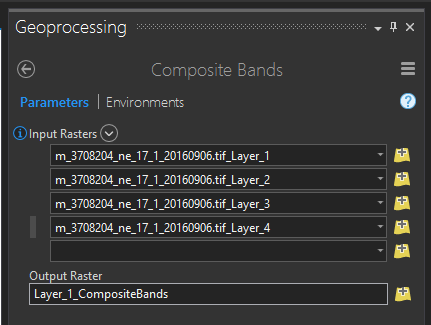 Geoprocessing
Composite Bands
Parameters | Environments
Input Rasters
m_3708204_ne_17_1_20160906.tif_Layer_1
m_3708204_ne_17_1_20160906.tif_Layer_2
m_3708204_ne_17_1_20160906.tif_Layer_3
m_3708204_ne_17_1_20160906.tif_Layer_4
Output Raster
Layer_1_CompositeBands